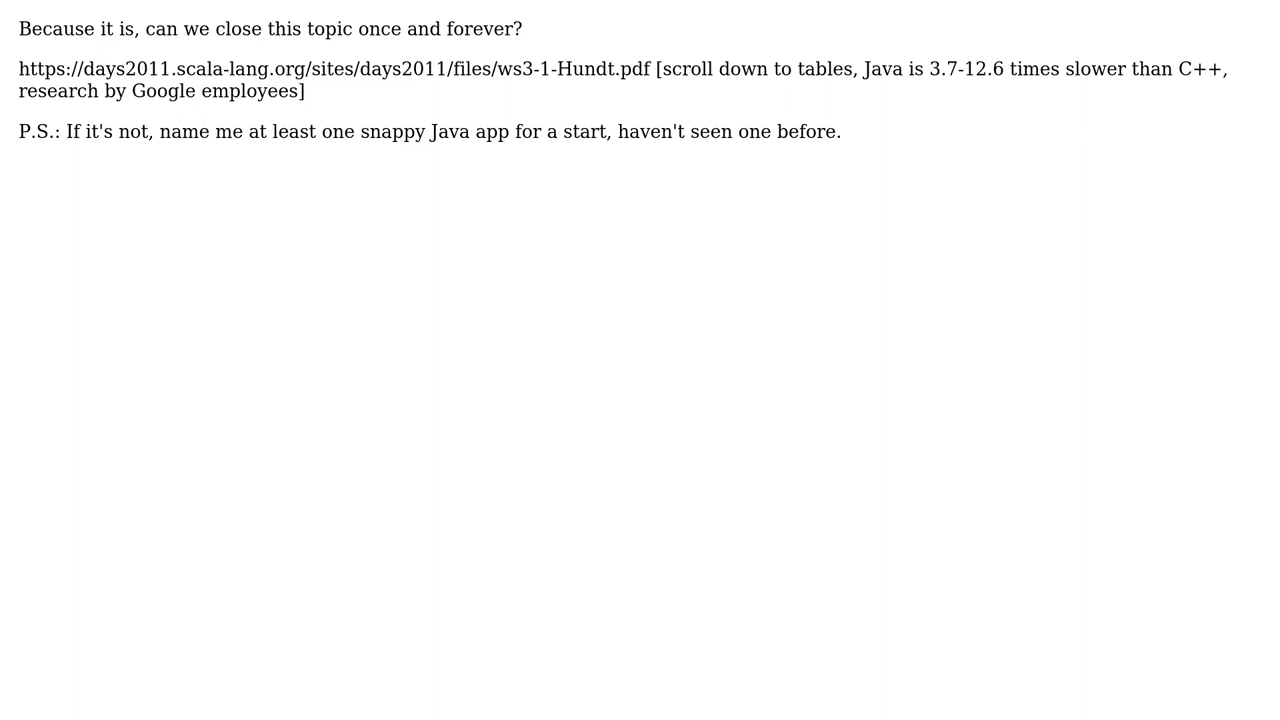 Because it is, can we close this topic once and forever?
https://days2011.scala-lang.org/sites/days2011/files/ws3-1-Hundt.pdf [scroll down to tables, Java is 3.7-12.6 times slower than C++,
research by Google employees]
P.S.: If it's not, name me at least one snappy Java app for a start, haven't seen one before.